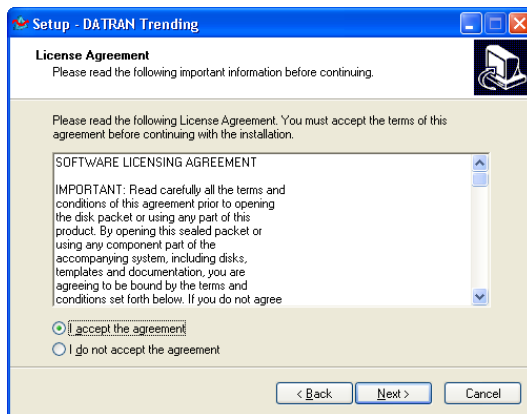 Setup - DATRAN Trending
License Agreement
Please read the following important information before continuing.
Please read the following License Agreement. You must accept the terms of this
agreement before continuing with the installation.
SOFTWARE LICENSING AGREEMENT
IMPORTANT: Read carefully all the terms and
conditions of this agreement prior to opening
the disk packet or using any part of this
product. By opening this sealed packet or
using any component part of the
accompanying system, including disks,
templates and documentation, you are
agreeing to be bound by the terms and
conditions set forth below. If you do not agree
I accept the agreement
I do not accept the agreement
< Back
Next >
Cancel